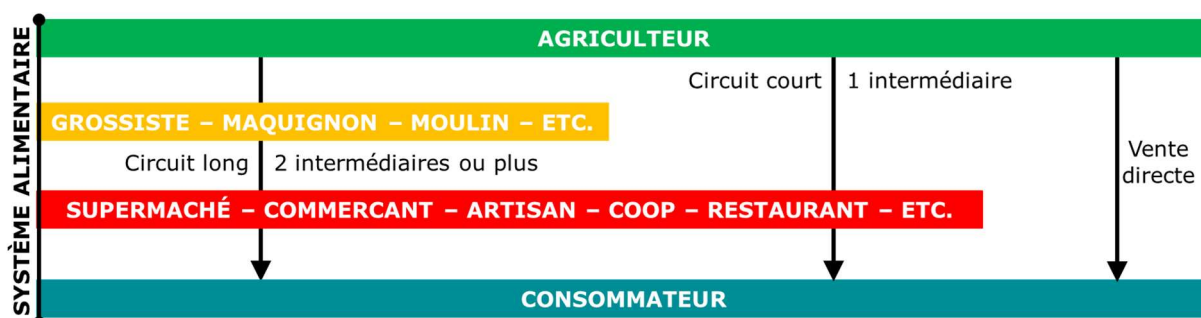 SYSTÈME ALIMENTAIRE
AGRICULTEUR
Circuit court 1 intermédiaire
GROSSISTE – MAQUIGNON – MOULIN – ETC.
Circuit long 2 intermédiaires ou plus
Vente
directe
SUPERMACHÉ – COMMERCANT – ARTISAN – COOP – RESTAURANT – ETC.
CONSOMMATEUR